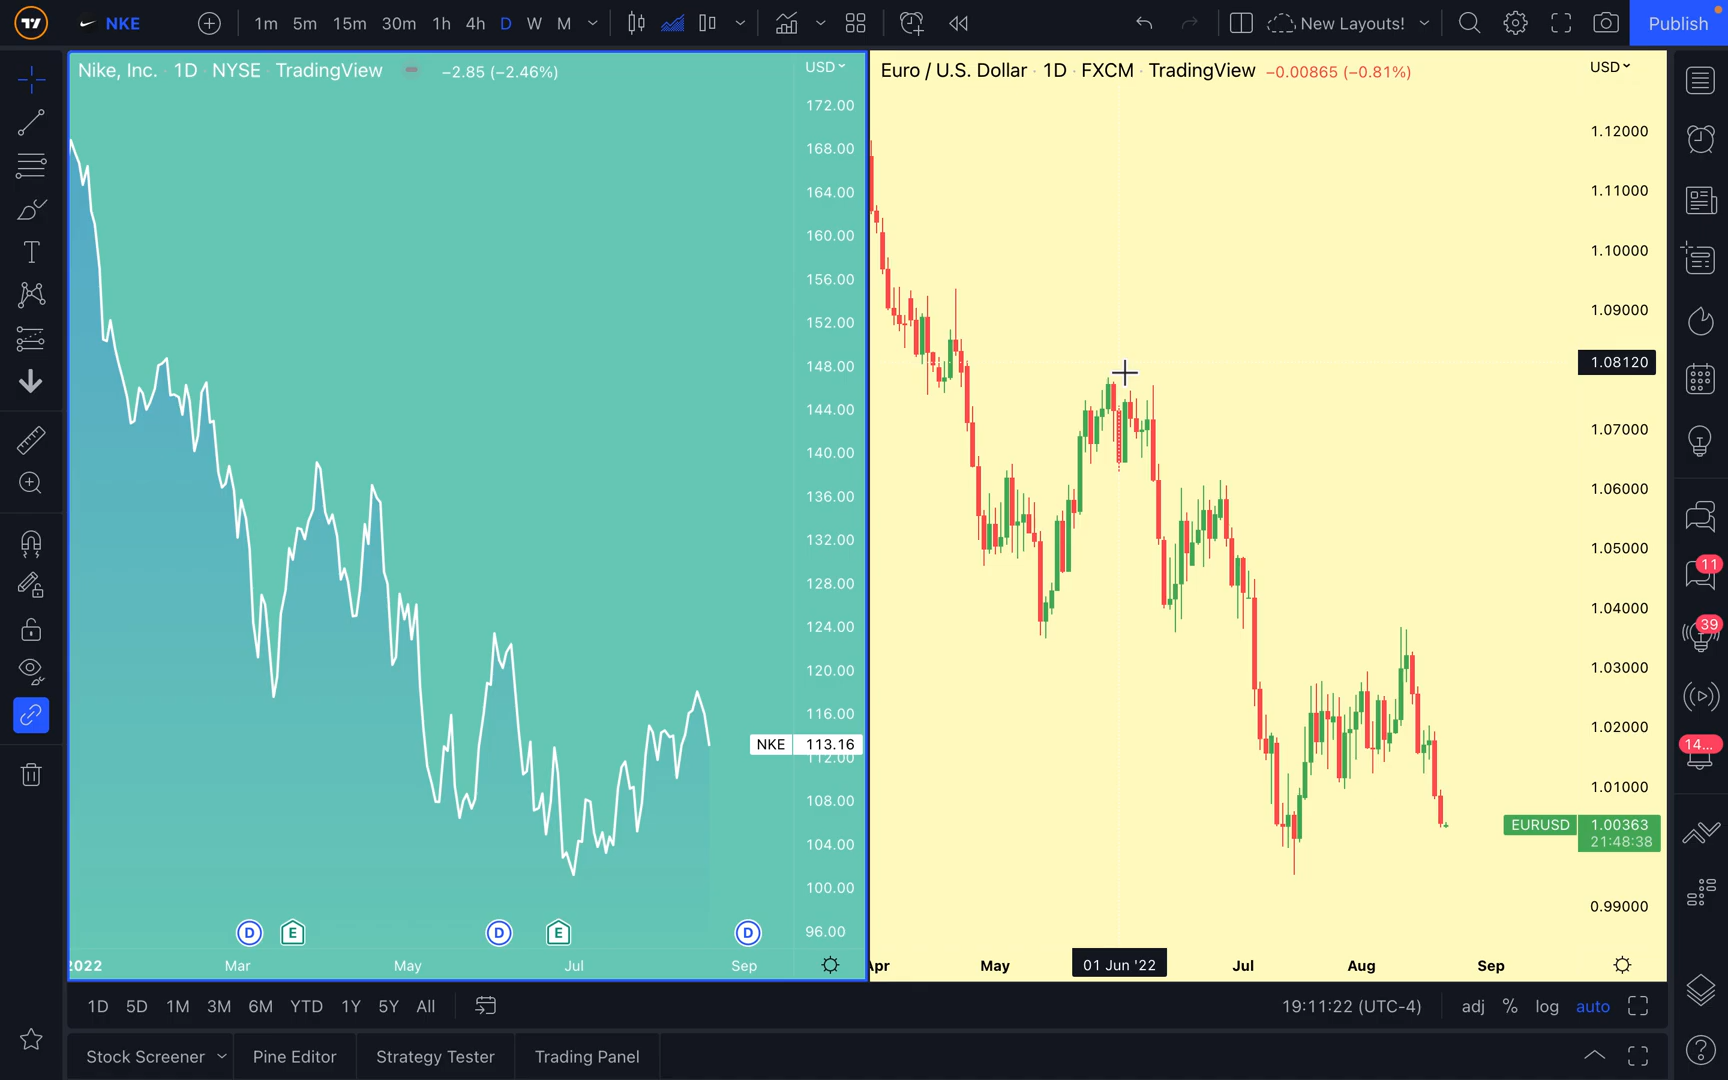 NKE
1m 5m 15m 30m 1h 4h D W M
New Layouts!
Publish
Nike, Inc. · 1D · NYSE · TradingView −2.85 (−2.46%)
USD
172.00
168.00
164.00
160.00
156.00
152.00
148.00
144.00
140.00
136.00
132.00
128.00
124.00
120.00
116.00
NKE 113.16
112.00
108.00
104.00
100.00
96.00
D E D E D
2022 Mar May Jul Sep
Euro / U.S. Dollar · 1D · FXCM · TradingView −0.00865 (−0.81%)
USD
1.12000
1.11000
1.10000
1.09000
1.08120
1.07000
1.06000
1.05000
1.04000
1.03000
1.02000
1.01000
EURUSD 1.00363
21:48:38
0.99000
Apr May 01 Jun '22 Jul Aug Sep
11
39
14...
1D 5D 1M 3M 6M YTD 1Y 5Y All
19:11:22 (UTC-4) adj % log auto
Stock Screener Pine Editor Strategy Tester Trading Panel